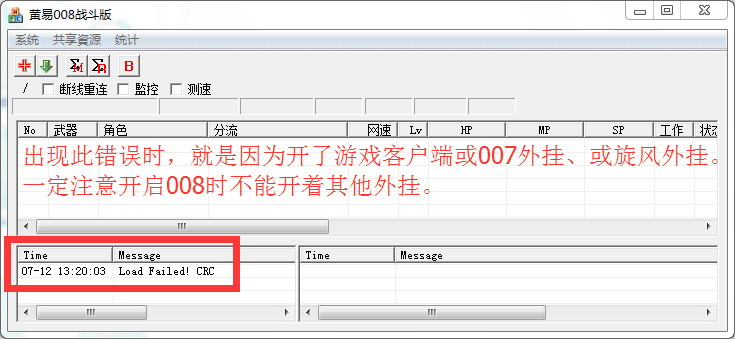 黄易008战斗版
系统 共享資源 统计
Σ Σ B
/ 断线重连 监控 测速
No 武器 角色 分流 网速 Lv HP MP SP 工作 状态
出现此错误时，就是因为开了游戏客户端或007外挂、或旋风外挂。
一定注意开启008时不能开着其他外挂。
Time Message Time Message
07-12 13:20:03 Load Failed! CRC